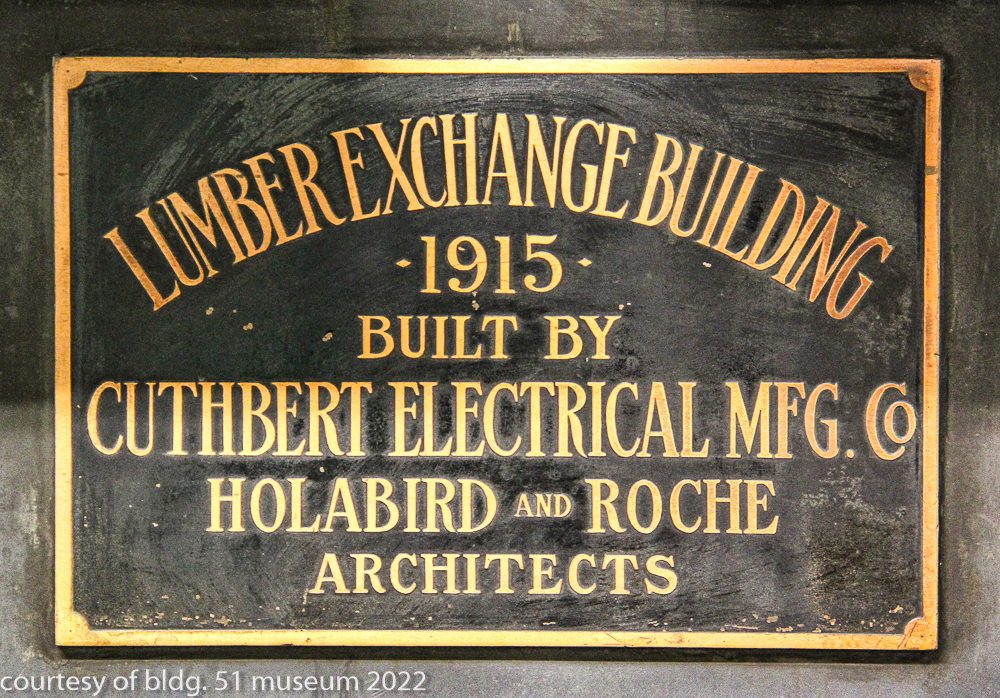 LUMBER EXCHANGE BUILDING
· 1915 ·
BUILT BY
CUTHBERT ELECTRICAL MFG. CO
HOLABIRD AND ROCHE
ARCHITECTS
courtesy of bldg. 51 museum 2022